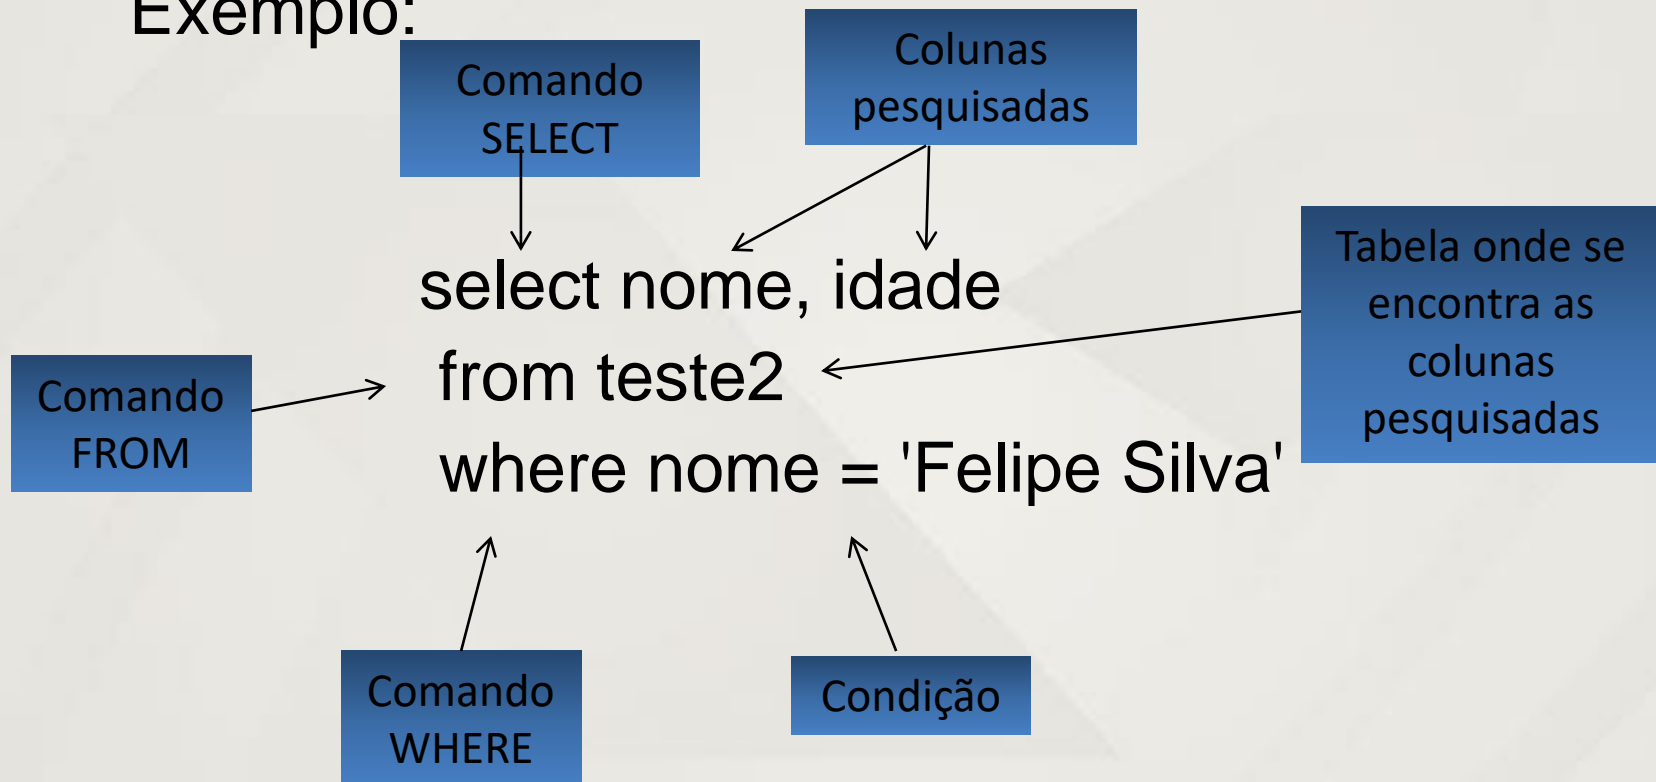 Exemplo:
Comando
SELECT
Colunas
pesquisadas
select nome, idade
from teste2
where nome = 'Felipe Silva'
Tabela onde se
encontra as
colunas
pesquisadas
Comando
FROM
Comando
WHERE
Condição